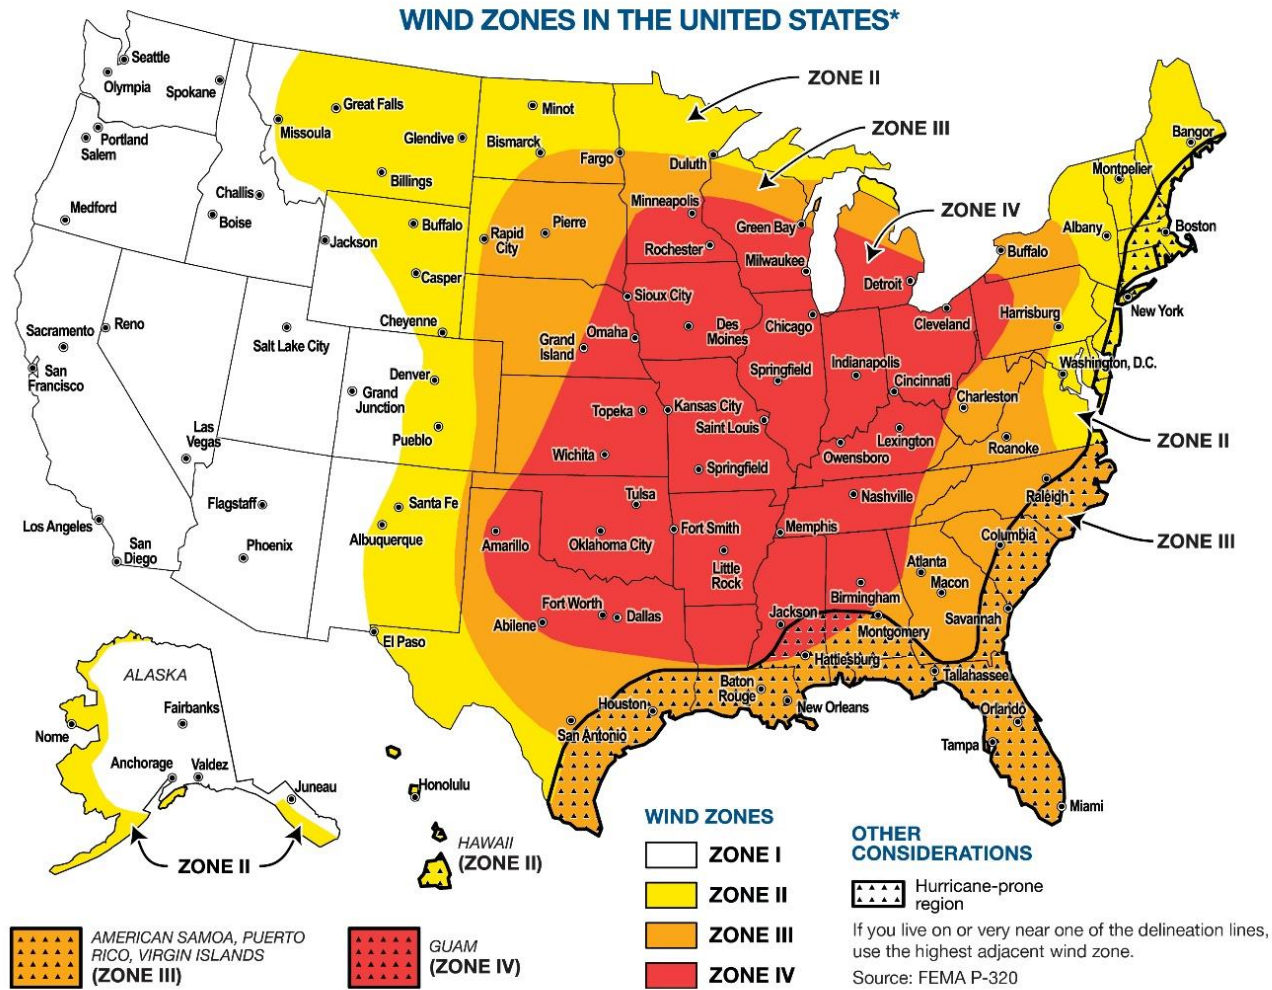 WIND ZONES IN THE UNITED STATES*
Seattle
Olympia
Spokane
Portland
Salem
Medford
Challis
Boise
Missoula
Great Falls
Glendive
Billings
Minot
Bismarck
Fargo
Duluth
ZONE II
ZONE III
ZONE IV
Bangor
Montpelier
Albany
Boston
New York
Buffalo
Harrisburg
Washington, D.C.
ZONE II
Jackson
Buffalo
Casper
Cheyenne
Rapid
City
Pierre
Minneapolis
Rochester
Green Bay
Milwaukee
Detroit
Sioux City
Omaha
Grand
Island
Des
Moines
Chicago
Cleveland
Sacramento
San
Francisco
Reno
Salt Lake City
Las
Vegas
Grand
Junction
Denver
Pueblo
Topeka
Kansas City
Saint Louis
Springfield
Indianapolis
Cincinnati
Charleston
Lexington
Owensboro
Roanoke
Wichita
Springfield
Nashville
Raleigh
ZONE III
Los Angeles
San
Diego
Flagstaff
Phoenix
Santa Fe
Albuquerque
El Paso
Amarillo
Tulsa
Oklahoma City
Fort Smith
Little
Rock
Memphis
Atlanta
Macon
Columbia
Savannah
Birmingham
Montgomery
Fort Worth
Dallas
Abilene
Jackson
Hattiesburg
Tallahassee
Baton
Rouge
New Orleans
Houston
San Antonio
Orlando
Tampa
Miami
ALASKA
Fairbanks
Nome
Anchorage
Valdez
Juneau
ZONE II
Honolulu
HAWAII
(ZONE II)
AMERICAN SAMOA, PUERTO
RICO, VIRGIN ISLANDS
(ZONE III)
GUAM
(ZONE IV)
WIND ZONES
ZONE I
ZONE II
ZONE III
ZONE IV
OTHER
CONSIDERATIONS
Hurricane-prone
region
If you live on or very near one of the delineation lines,
use the highest adjacent wind zone.
Source: FEMA P-320